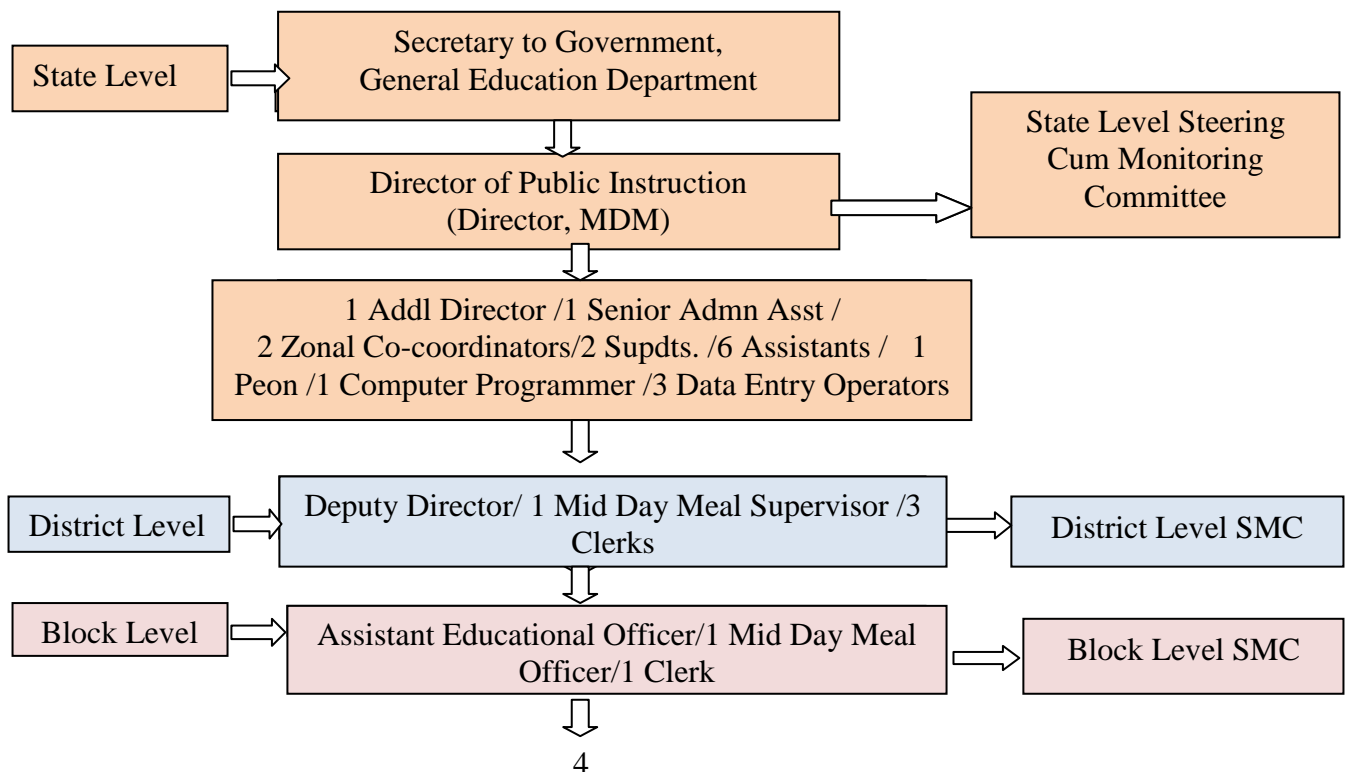 Secretary to Government,
General Education Department
State Level
State Level Steering
Cum Monitoring
Committee
Director of Public Instruction
(Director, MDM)
1 Addl Director /1 Senior Admn Asst /
2 Zonal Co-coordinators/2 Supdts. /6 Assistants / 1
Peon /1 Computer Programmer /3 Data Entry Operators
District Level
Deputy Director/ 1 Mid Day Meal Supervisor /3
Clerks
District Level SMC
Block Level
Assistant Educational Officer/1 Mid Day Meal
Officer/1 Clerk
Block Level SMC
4